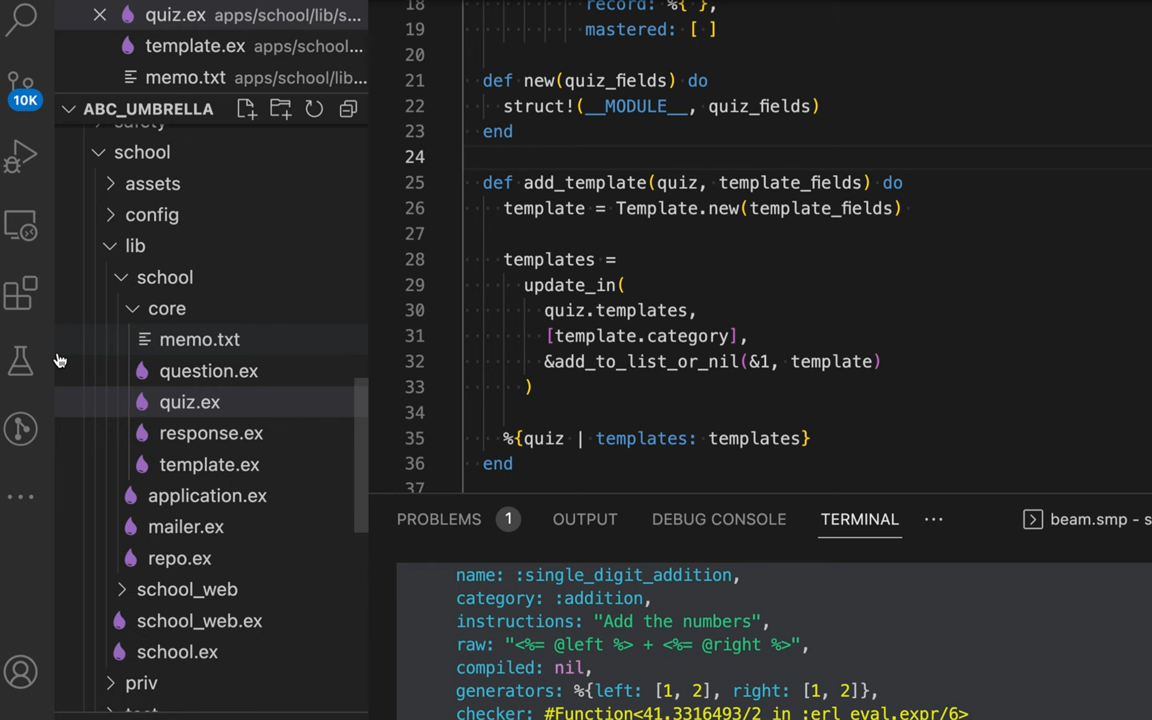 quiz.ex apps/school/lib/s...
template.ex apps/school...
memo.txt apps/school/lib...
10K
ABC_UMBRELLA
safety
school
assets
config
lib
school
core
memo.txt
question.ex
quiz.ex
response.ex
template.ex
application.ex
mailer.ex
repo.ex
school_web
school_web.ex
school.ex
priv
test
18 record: %{ },
19 mastered: [ ]
20
21 def new(quiz_fields) do
22 struct!(__MODULE__, quiz_fields)
23 end
24
25 def add_template(quiz, template_fields) do
26 template = Template.new(template_fields)
27
28 templates =
29 update_in(
30 quiz.templates,
31 [template.category],
32 &add_to_list_or_nil(&1, template)
33 )
34
35 %{quiz | templates: templates}
36 end
37
PROBLEMS 1 OUTPUT DEBUG CONSOLE TERMINAL ... beam.smp - s
name: :single_digit_addition,
category: :addition,
instructions: "Add the numbers",
raw: "<%= @left %> + <%= @right %>",
compiled: nil,
generators: %{left: [1, 2], right: [1, 2]},
checker: #Function<41.3316493/2 in :erl_eval.expr/6>